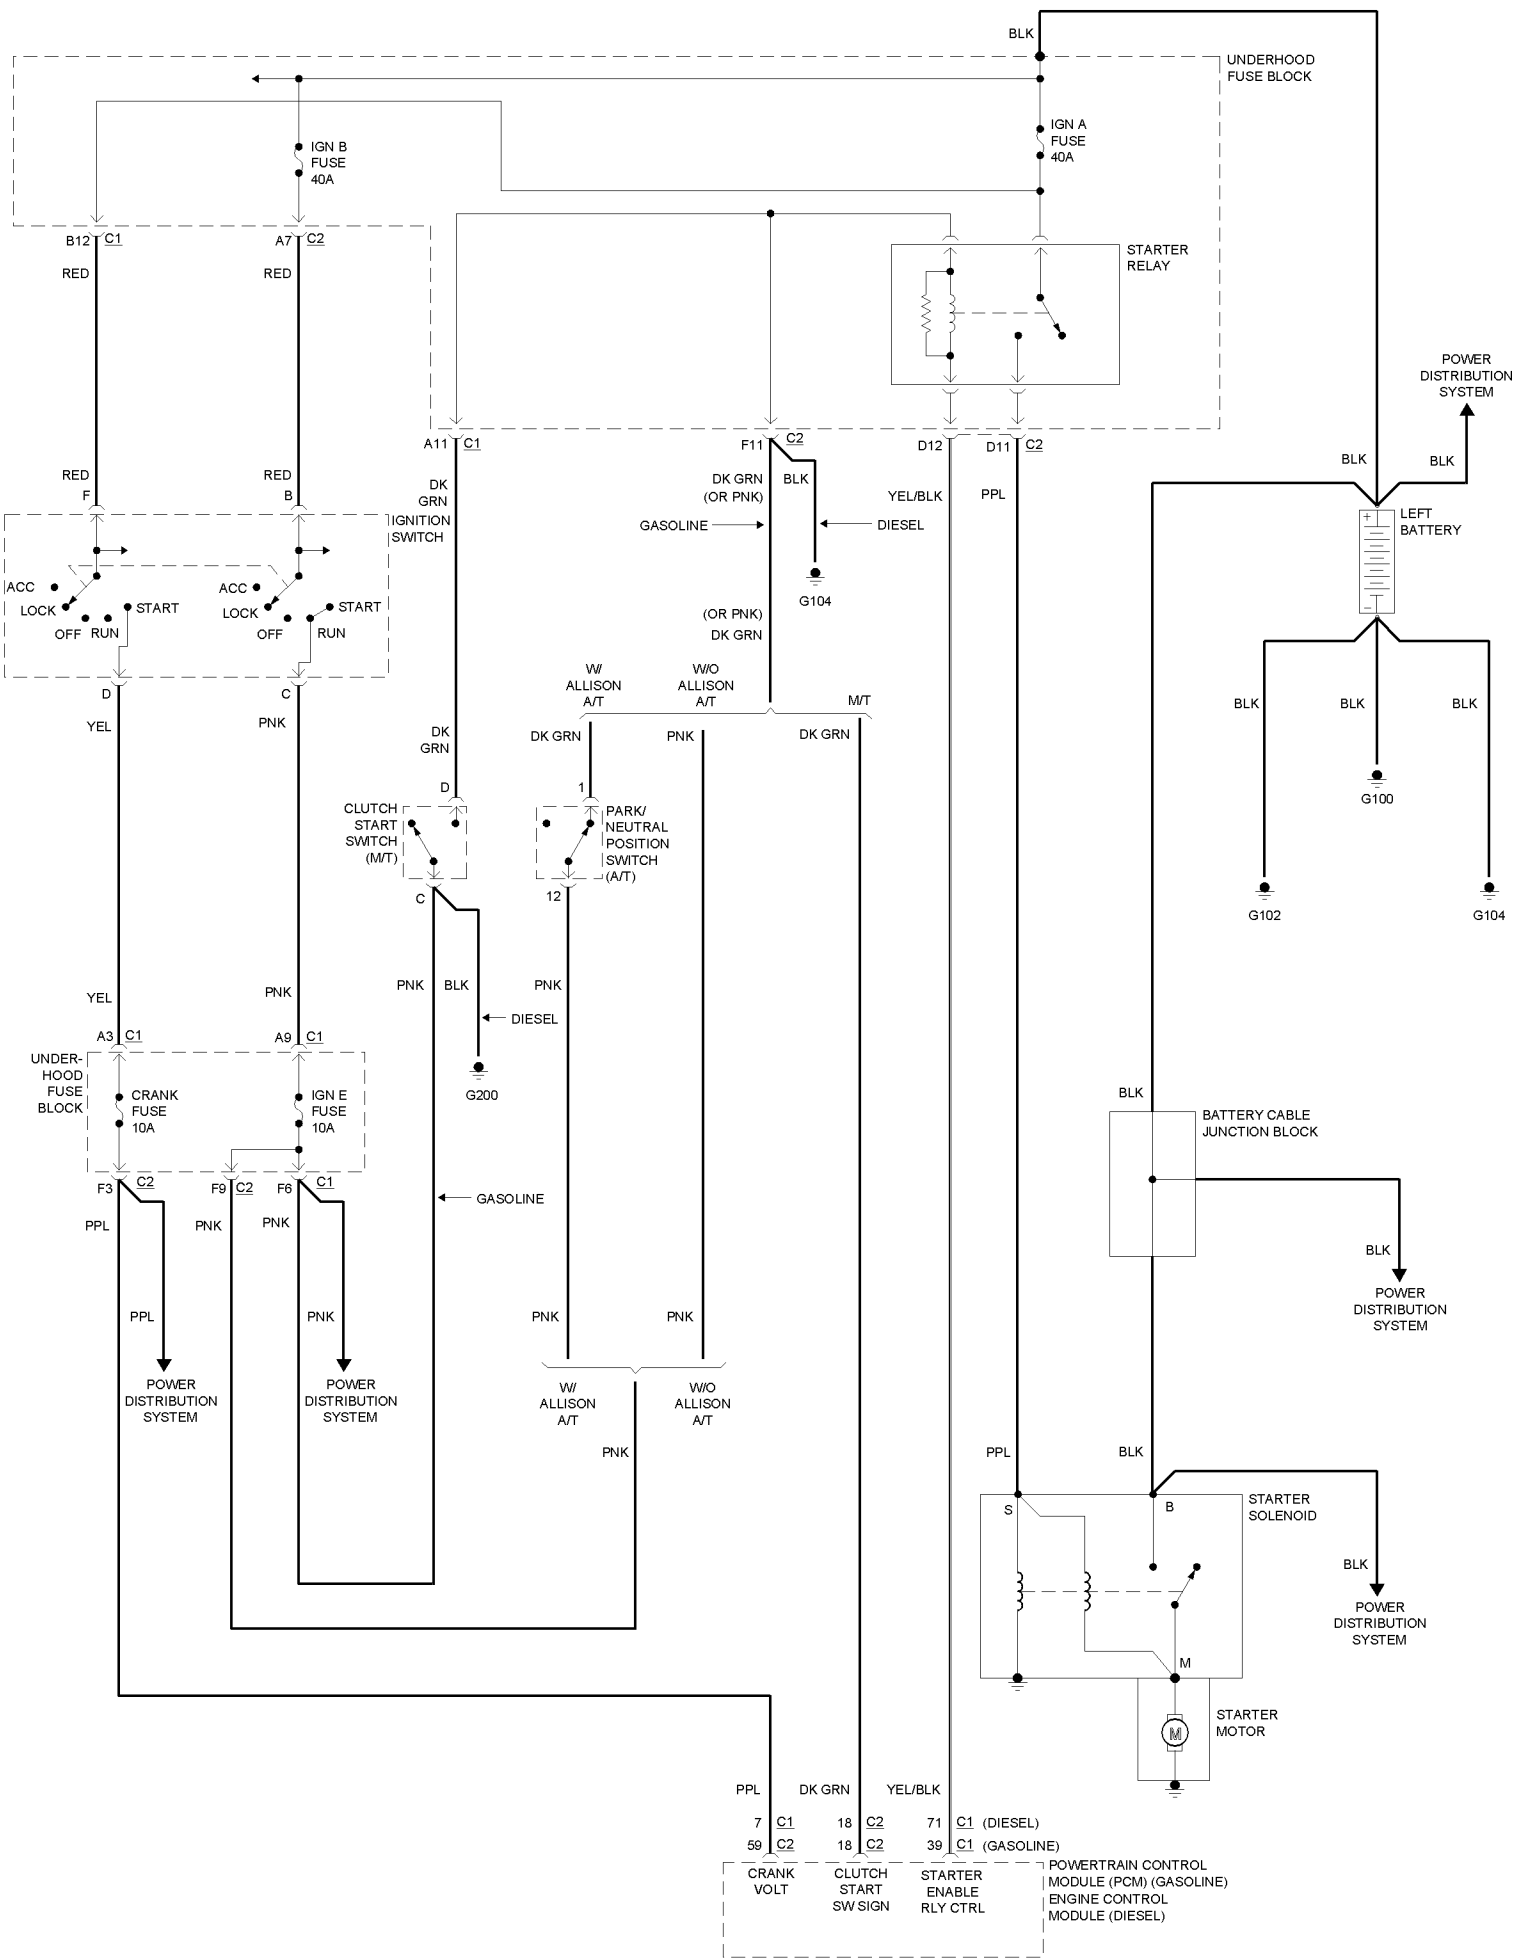 BLK
UNDERHOOD
FUSE BLOCK
IGN B
FUSE
40A
IGN A
FUSE
40A
B12 C1
A7 C2
RED
RED
STARTER
RELAY
POWER
DISTRIBUTION
SYSTEM
A11 C1
F11 C2
D12
D11 C2
BLK
BLK
RED
RED
F
B
DK
GRN
DK GRN
(OR PNK)
BLK
YEL/BLK
PPL
GASOLINE
DIESEL
IGNITION
SWITCH
LEFT
BATTERY
+
-
ACC
LOCK
OFF
RUN
START
ACC
LOCK
OFF
RUN
START
G104
(OR PNK)
DK GRN
D
C
YEL
PNK
W/
ALLISON
A/T
W/O
ALLISON
A/T
M/T
BLK
BLK
BLK
DK
GRN
DK GRN
PNK
DK GRN
D
1
G100
CLUTCH
START
SWITCH
(M/T)
PARK/
NEUTRAL
POSITION
SWITCH
(A/T)
C
12
G102
G104
YEL
PNK
PNK
BLK
PNK
DIESEL
A3 C1
A9 C1
UNDER-
HOOD
FUSE
BLOCK
CRANK
FUSE
10A
IGN E
FUSE
10A
G200
BLK
BATTERY CABLE
JUNCTION BLOCK
F3 C2
F9 C2
F6 C1
GASOLINE
PPL
PNK
PNK
BLK
PPL
PNK
PNK
PNK
POWER
DISTRIBUTION
SYSTEM
POWER
DISTRIBUTION
SYSTEM
POWER
DISTRIBUTION
SYSTEM
W/
ALLISON
A/T
W/O
ALLISON
A/T
PNK
PPL
BLK
S
B
STARTER
SOLENOID
BLK
POWER
DISTRIBUTION
SYSTEM
M
STARTER
MOTOR
M
PPL
DK GRN
YEL/BLK
7 C1
18 C2
71 C1 (DIESEL)
59 C2
18 C2
39 C1 (GASOLINE)
CRANK
VOLT
CLUTCH
START
SW SIGN
STARTER
ENABLE
RLY CTRL
POWERTRAIN CONTROL
MODULE (PCM) (GASOLINE)
ENGINE CONTROL
MODULE (DIESEL)